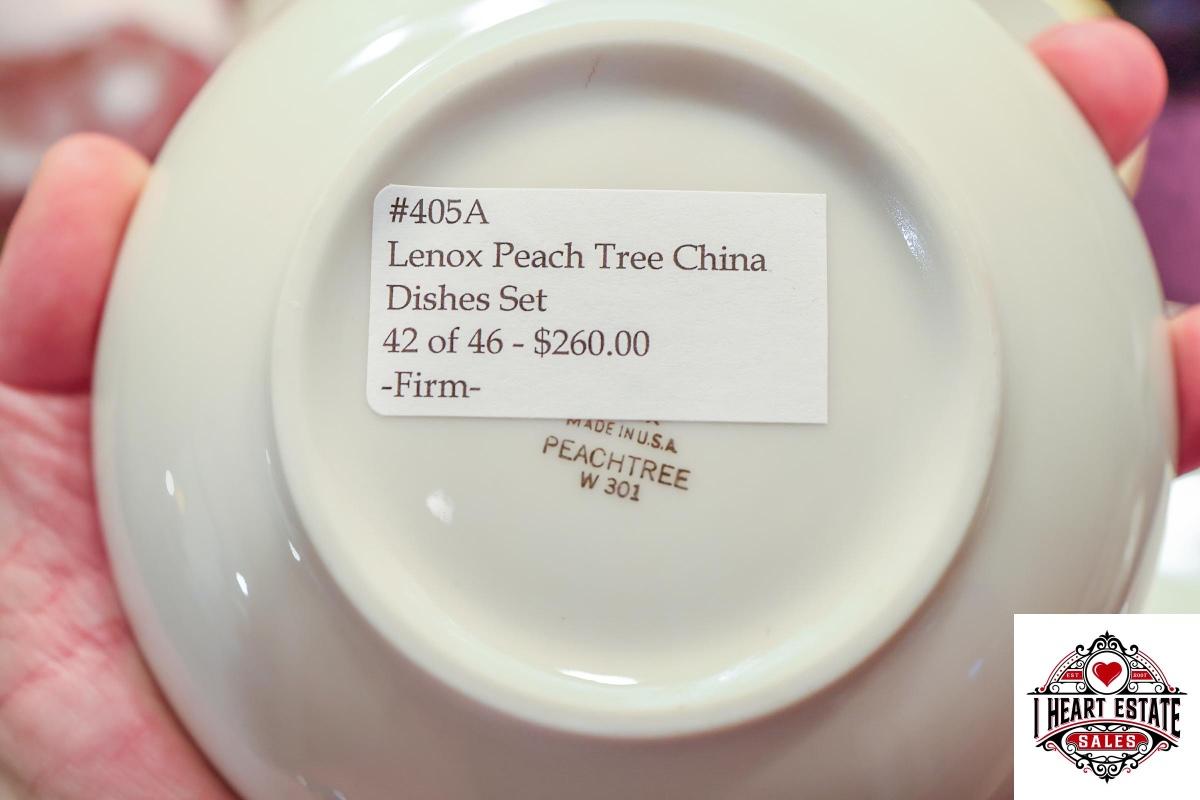 #405A
Lenox Peach Tree China
Dishes Set
42 of 46 - $260.00
-Firm-
MADE IN U.S.A
PEACHTREE
W 301
EST 2007
I HEART ESTATE
SALES